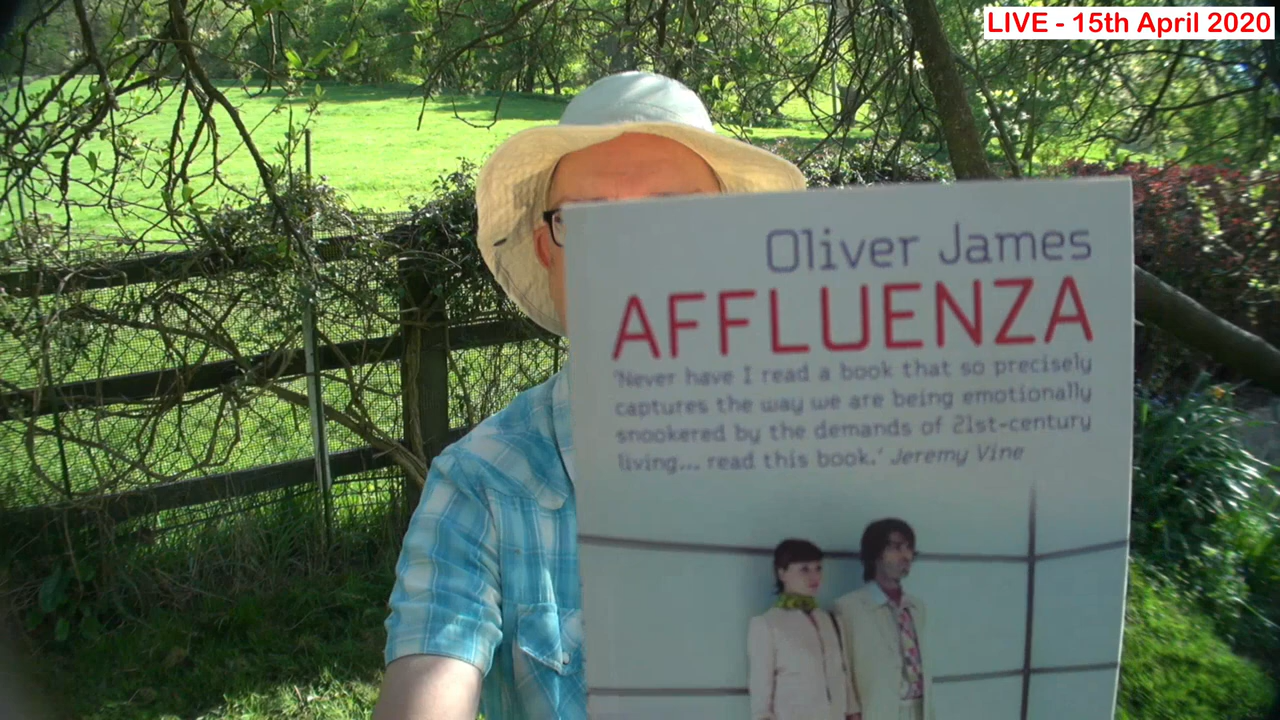 LIVE - 15th April 2020
Oliver James
AFFLUENZA
'Never have I read a book that so precisely
captures the way we are being emotionally
snookered by the demands of 21st-century
living... read this book.' Jeremy Vine